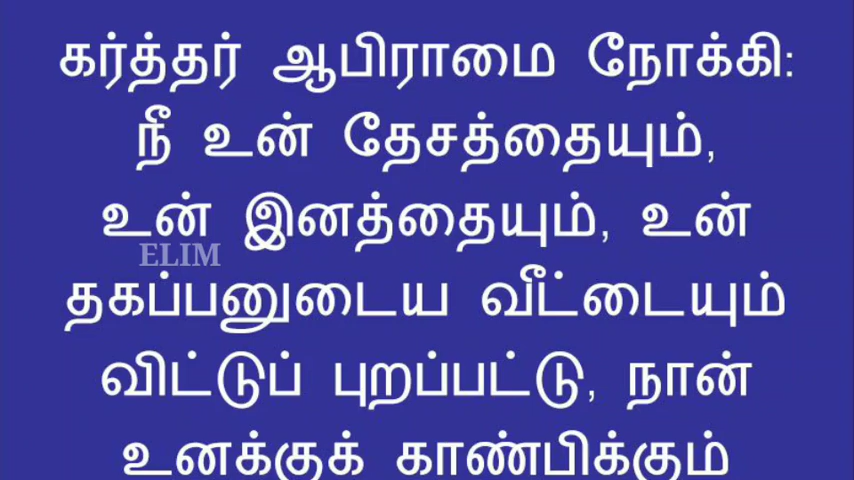 கர்த்தர் ஆபிராமை நோக்கி:
நீ உன் தேசத்தையும்,
உன் இனத்தையும், உன்
ELIM
தகப்பனுடைய வீட்டையும்
விட்டுப் புறப்பட்டு, நான்
உனக்குக் காண்பிக்கும்